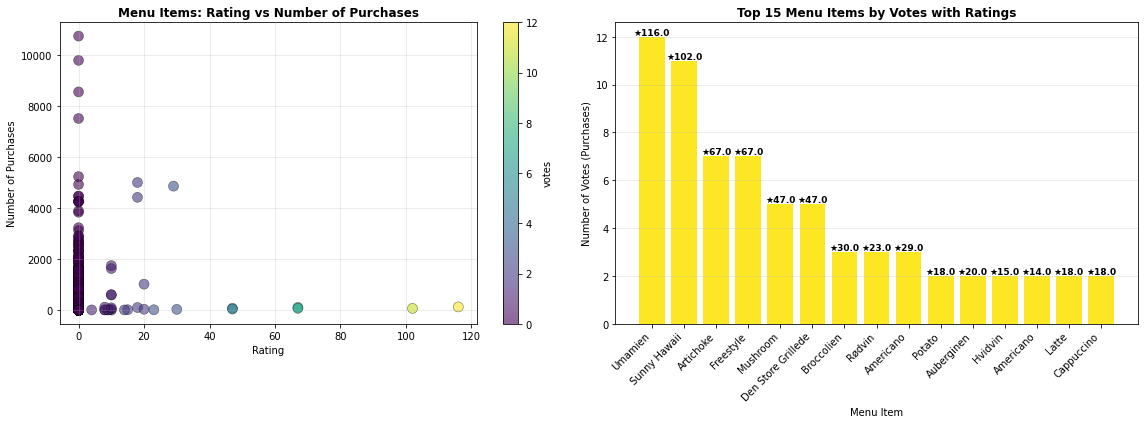 Menu Items: Rating vs Number of Purchases
Number of Purchases
10000
8000
6000
4000
2000
0
0 20 40 60 80 100 120
Rating
12
10
8
6
4
2
0
votes
Top 15 Menu Items by Votes with Ratings
Number of Votes (Purchases)
12
10
8
6
4
2
0
★116.0
★102.0
★67.0
★67.0
★47.0
★47.0
★30.0
★23.0
★29.0
★18.0
★20.0
★15.0
★14.0
★18.0
★18.0
Umamien
Sunny Hawaii
Artichoke
Freestyle
Mushroom
Den Store Grillede
Broccolien
Rødvin
Americano
Potato
Auberginen
Hvidvin
Americano
Latte
Cappuccino
Menu Item